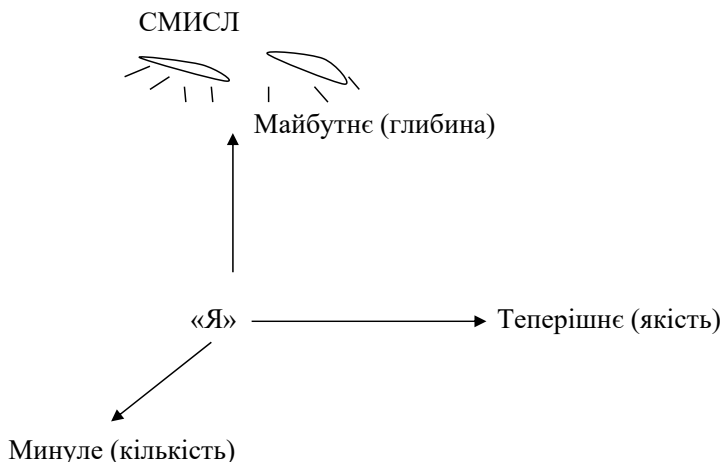 СМИСЛ
Майбутнє (глибина)
«Я»
Теперішнє (якість)
Минуле (кількість)